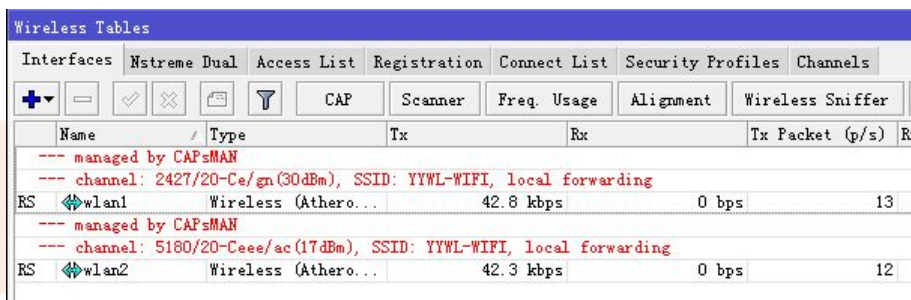 Wireless Tables
Interfaces Nstreme Dual Access List Registration Connect List Security Profiles Channels
CAP Scanner Freq. Usage Alignment Wireless Sniffer
Name Type Tx Rx Tx Packet (p/s) R
--- managed by CAPsMAN
--- channel: 2427/20-Ce/gn(30dBm), SSID: YYWL-WIFI, local forwarding
RS wlan1 Wireless (Athero... 42.8 kbps 0 bps 13
--- managed by CAPsMAN
--- channel: 5180/20-Ceee/ac(17dBm), SSID: YYWL-WIFI, local forwarding
RS wlan2 Wireless (Athero... 42.3 kbps 0 bps 12